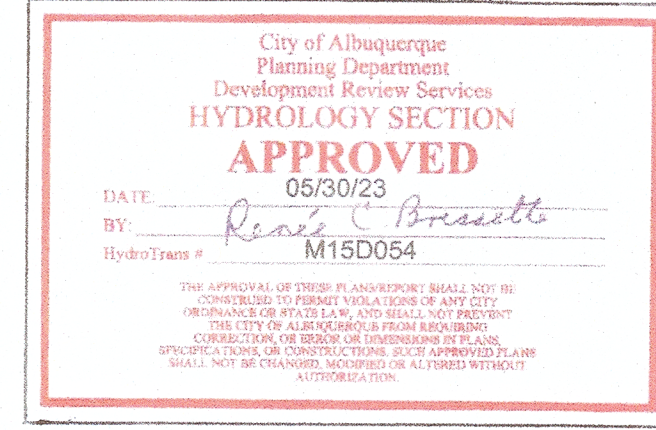 City of Albuquerque
Planning Department
Development Review Services
HYDROLOGY SECTION
APPROVED
DATE: 05/30/23
BY: Renée C Brissette
HydroTrans # M15D054
THE APPROVAL OF THESE PLANS/REPORT SHALL NOT BE
CONSTRUED TO PERMIT VIOLATIONS OF ANY CITY
ORDINANCE OR STATE LAW, AND SHALL NOT PREVENT
THE CITY OF ALBUQUERQUE FROM REQUIRING
CORRECTION, OR ERROR OR DIMENSIONS IN PLANS,
SPECIFICATIONS, OR CONSTRUCTIONS. SUCH APPROVED PLANS
SHALL NOT BE CHANGED, MODIFIED OR ALTERED WITHOUT
AUTHORIZATION.